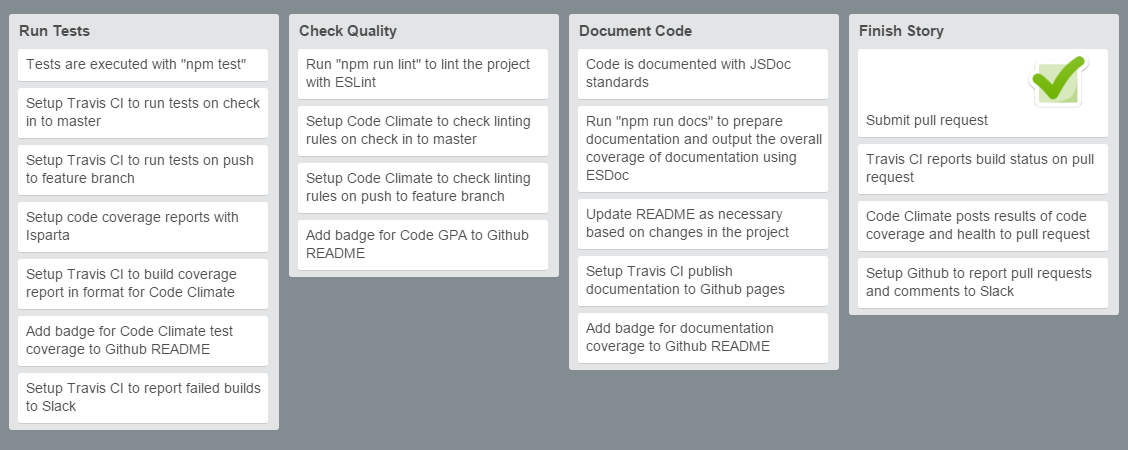 Run Tests
Tests are executed with "npm test"
Setup Travis CI to run tests on check
in to master
Setup Travis CI to run tests on push
to feature branch
Setup code coverage reports with
Isparta
Setup Travis CI to build coverage
report in format for Code Climate
Add badge for Code Climate test
coverage to Github README
Setup Travis CI to report failed builds
to Slack
Check Quality
Run "npm run lint" to lint the project
with ESLint
Setup Code Climate to check linting
rules on check in to master
Setup Code Climate to check linting
rules on push to feature branch
Add badge for Code GPA to Github
README
Document Code
Code is documented with JSDoc
standards
Run "npm run docs" to prepare
documentation and output the overall
coverage of documentation using
ESDoc
Update README as necessary
based on changes in the project
Setup Travis CI publish
documentation to Github pages
Add badge for documentation
coverage to Github README
Finish Story
Submit pull request
Travis CI reports build status on pull
request
Code Climate posts results of code
coverage and health to pull request
Setup Github to report pull requests
and comments to Slack